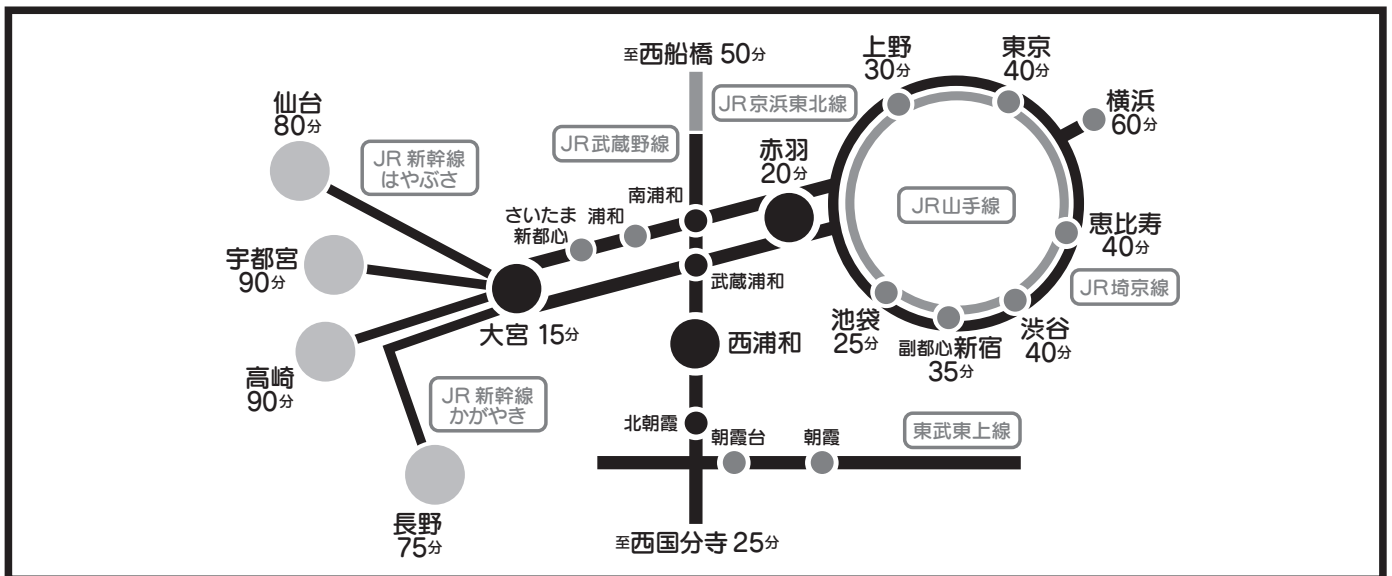 至西船橋 50分
上野
30分
東京
40分
JR京浜東北線
横浜
60分
仙台
80分
JR新幹線
はやぶさ
JR武蔵野線
赤羽
20分
南浦和
さいたま
新都心
浦和
JR山手線
恵比寿
40分
宇都宮
90分
武蔵浦和
JR埼京線
大宮 15分
西浦和
池袋
25分
副都心新宿
35分
渋谷
40分
高崎
90分
JR新幹線
かがやき
北朝霞
朝霞台
朝霞
東武東上線
長野
75分
至西国分寺 25分